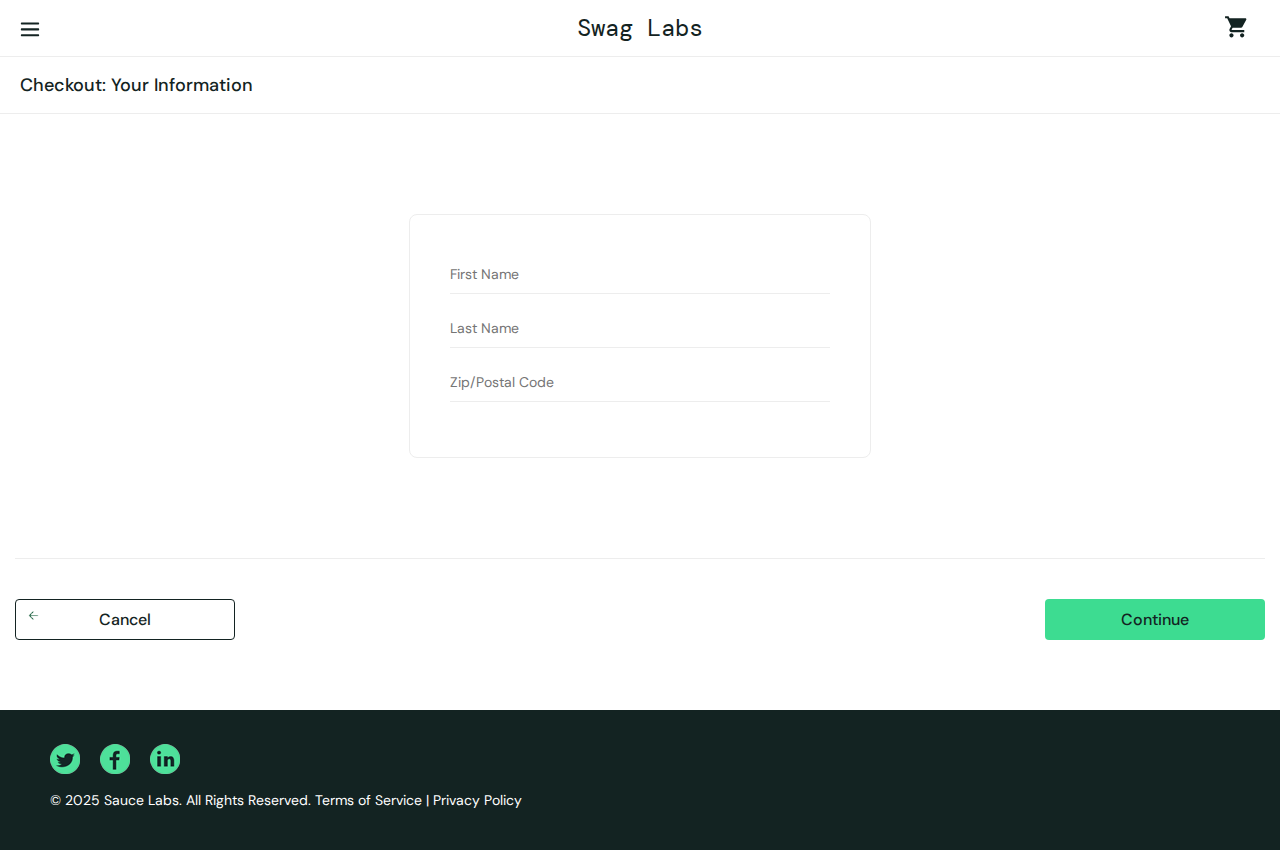 Swag Labs
Checkout: Your Information
First Name
Last Name
Zip/Postal Code
Cancel
Continue
© 2025 Sauce Labs. All Rights Reserved. Terms of Service | Privacy Policy